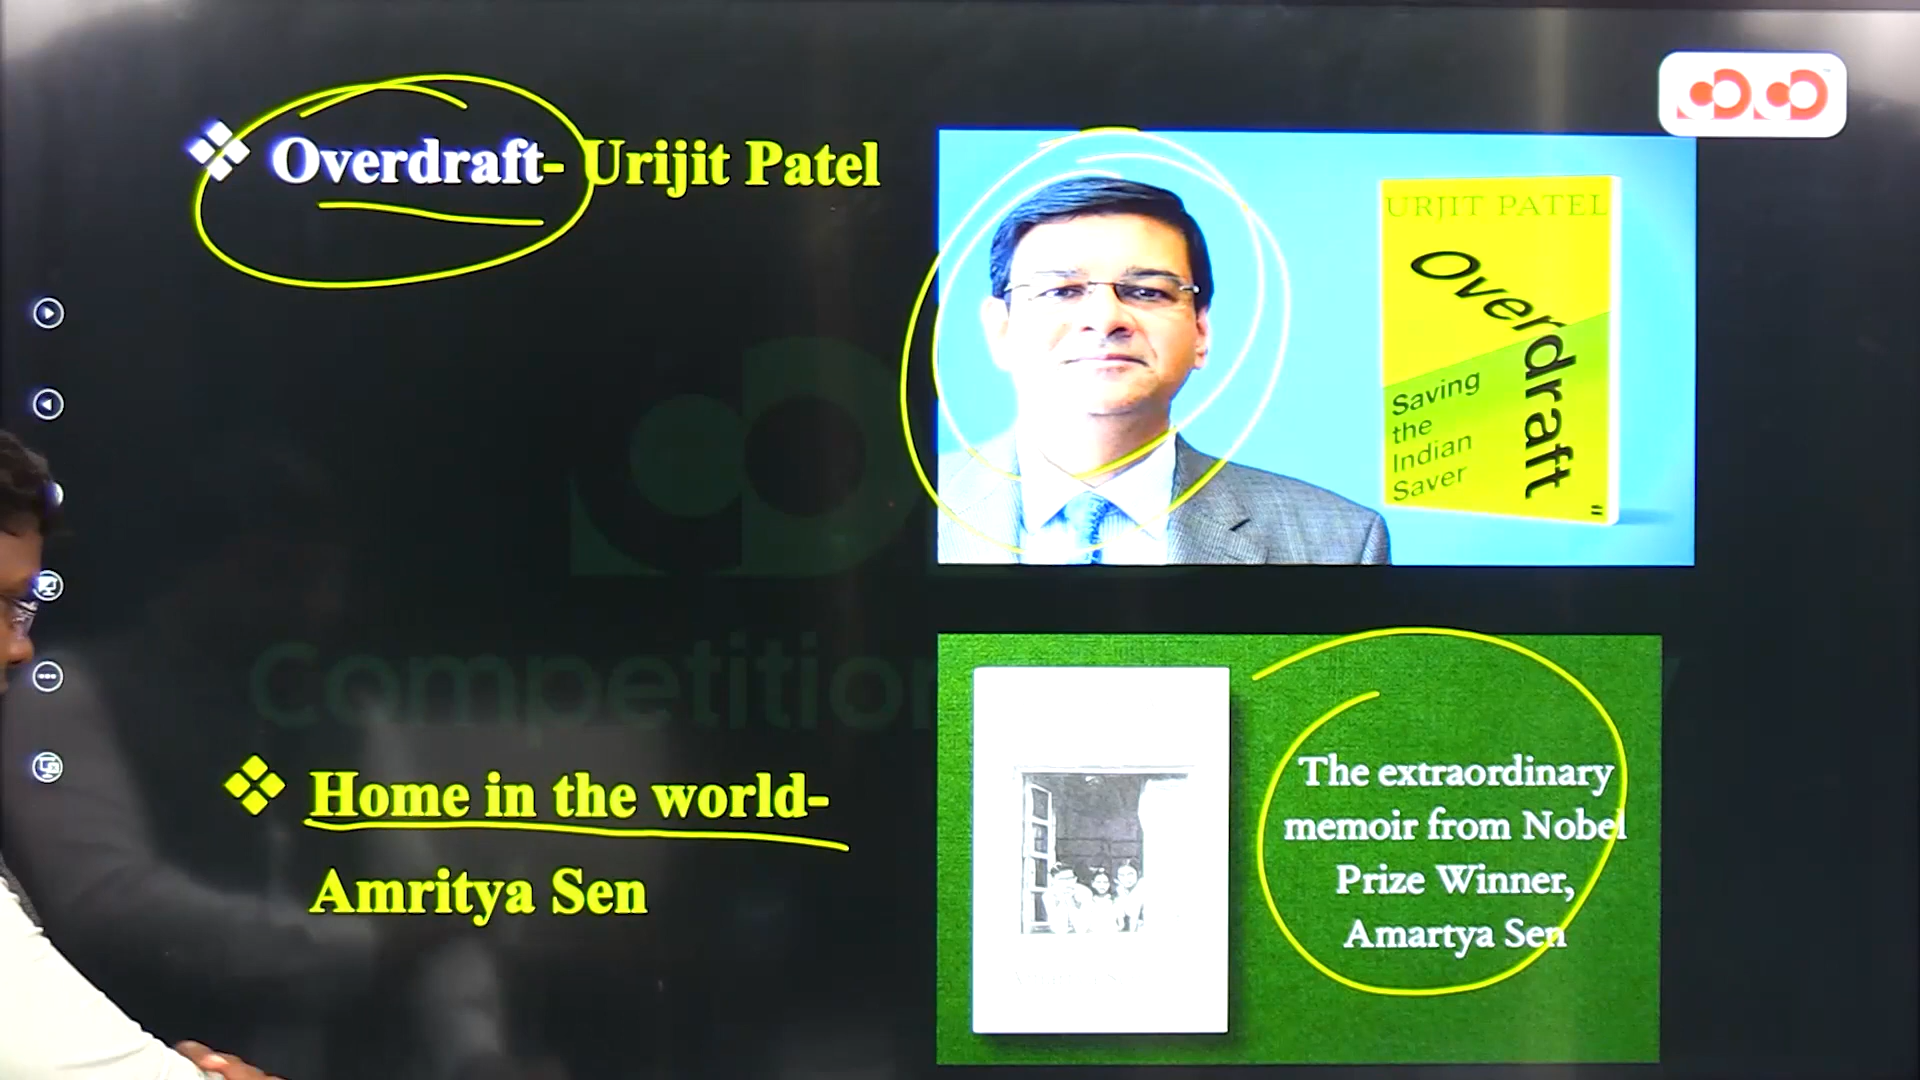 Overdraft- Urijit Patel
URJIT PATEL
Overdraft
Saving
the
Indian
Saver
Competition
Home in the world-
Amritya Sen
The extraordinary
memoir from Nobel
Prize Winner,
Amartya Sen